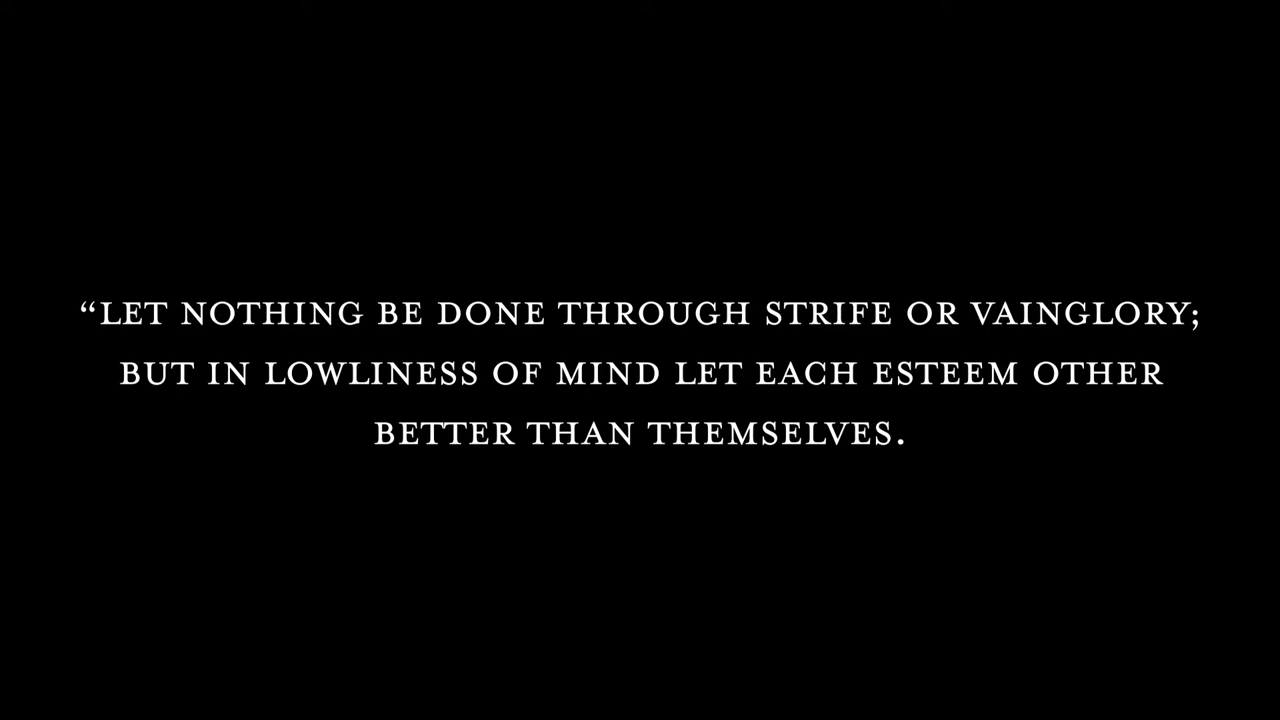 “LET NOTHING BE DONE THROUGH STRIFE OR VAINGLORY;
BUT IN LOWLINESS OF MIND LET EACH ESTEEM OTHER
BETTER THAN THEMSELVES.